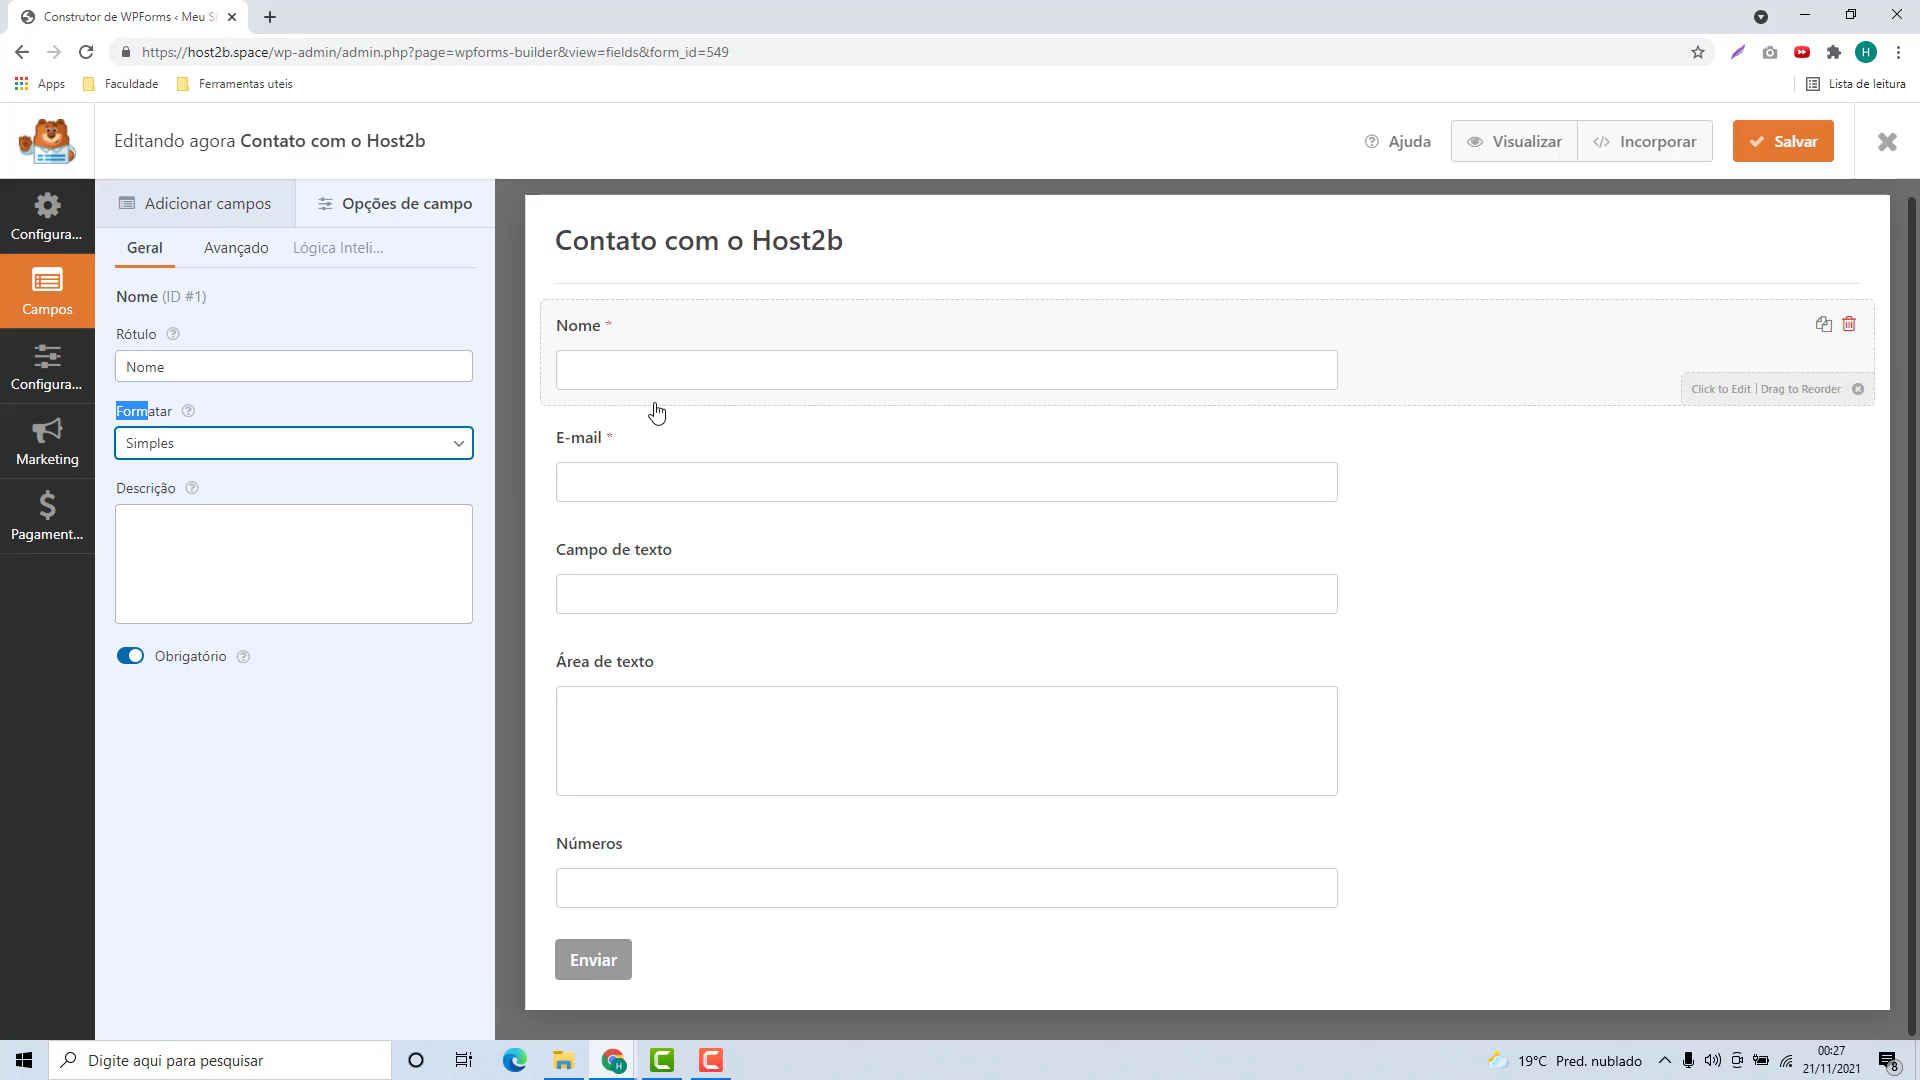 Construtor de WPForms ‹ Meu Si
https://host2b.space/wp-admin/admin.php?page=wpforms-builder&view=fields&form_id=549
Apps
Faculdade
Ferramentas uteis
Lista de leitura
Editando agora Contato com o Host2b
Ajuda
Visualizar
Incorporar
Salvar
Configura...
Campos
Configura...
Marketing
Pagament...
Adicionar campos
Opções de campo
Geral
Avançado
Lógica Inteli...
Nome (ID #1)
Rótulo
Nome
Formatar
Simples
Descrição
Obrigatório
Contato com o Host2b
Nome *
Click to Edit | Drag to Reorder
E-mail *
Campo de texto
Área de texto
Números
Enviar
Digite aqui para pesquisar
19°C Pred. nublado
00:27
21/11/2021
8
H